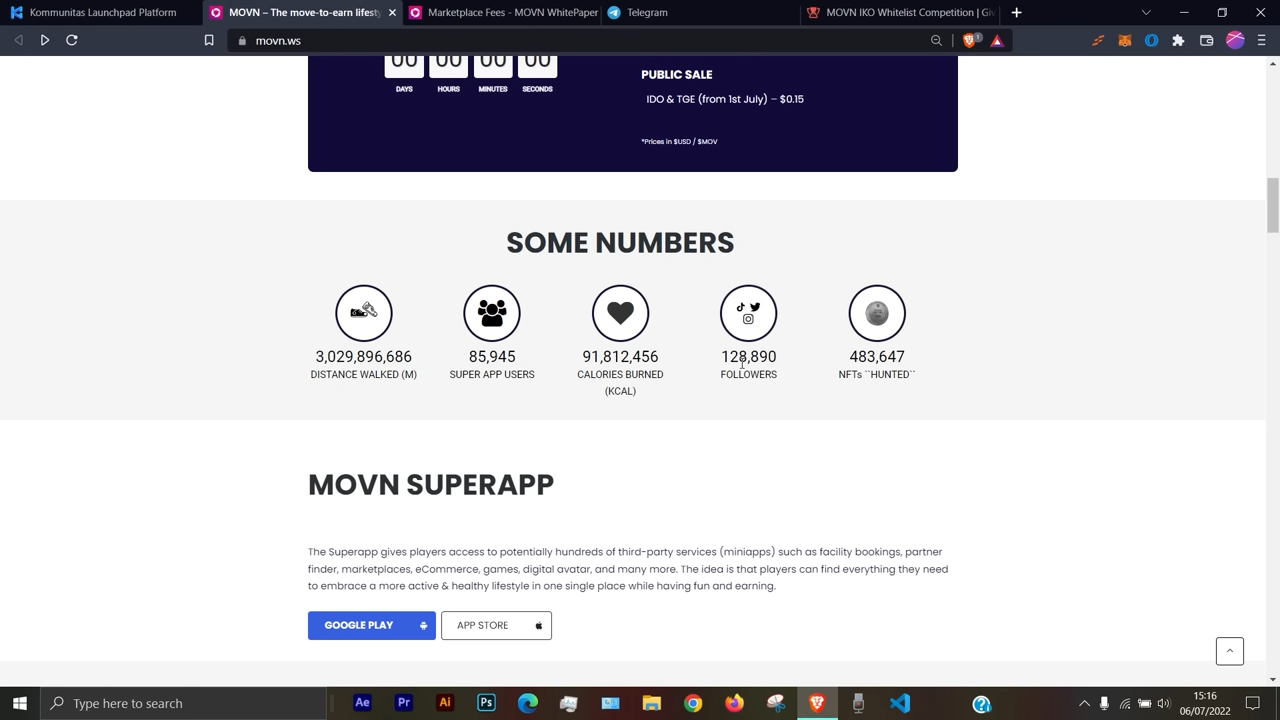 Kommunitas Launchpad Platform
MOVN – The move-to-earn lifesty
Marketplace Fees - MOVN WhitePaper
Telegram
MOVN IKO Whitelist Competition | Giv
movn.ws
00 00 00 00
DAYS HOURS MINUTES SECONDS
PUBLIC SALE
IDO & TGE (from 1st July) – $0.15
*Prices in $USD / $MOV
SOME NUMBERS
3,029,896,686
DISTANCE WALKED (M)
85,945
SUPER APP USERS
91,812,456
CALORIES BURNED
(KCAL)
128,890
FOLLOWERS
483,647
NFTs ``HUNTED``
MOVN SUPERAPP
The Superapp gives players access to potentially hundreds of third-party services (miniapps) such as facility bookings, partner
finder, marketplaces, eCommerce, games, digital avatar, and many more. The idea is that players can find everything they need
to embrace a more active & healthy lifestyle in one single place while having fun and earning.
GOOGLE PLAY
APP STORE
Type here to search
Ae Pr Ai Ps
15:16
06/07/2022